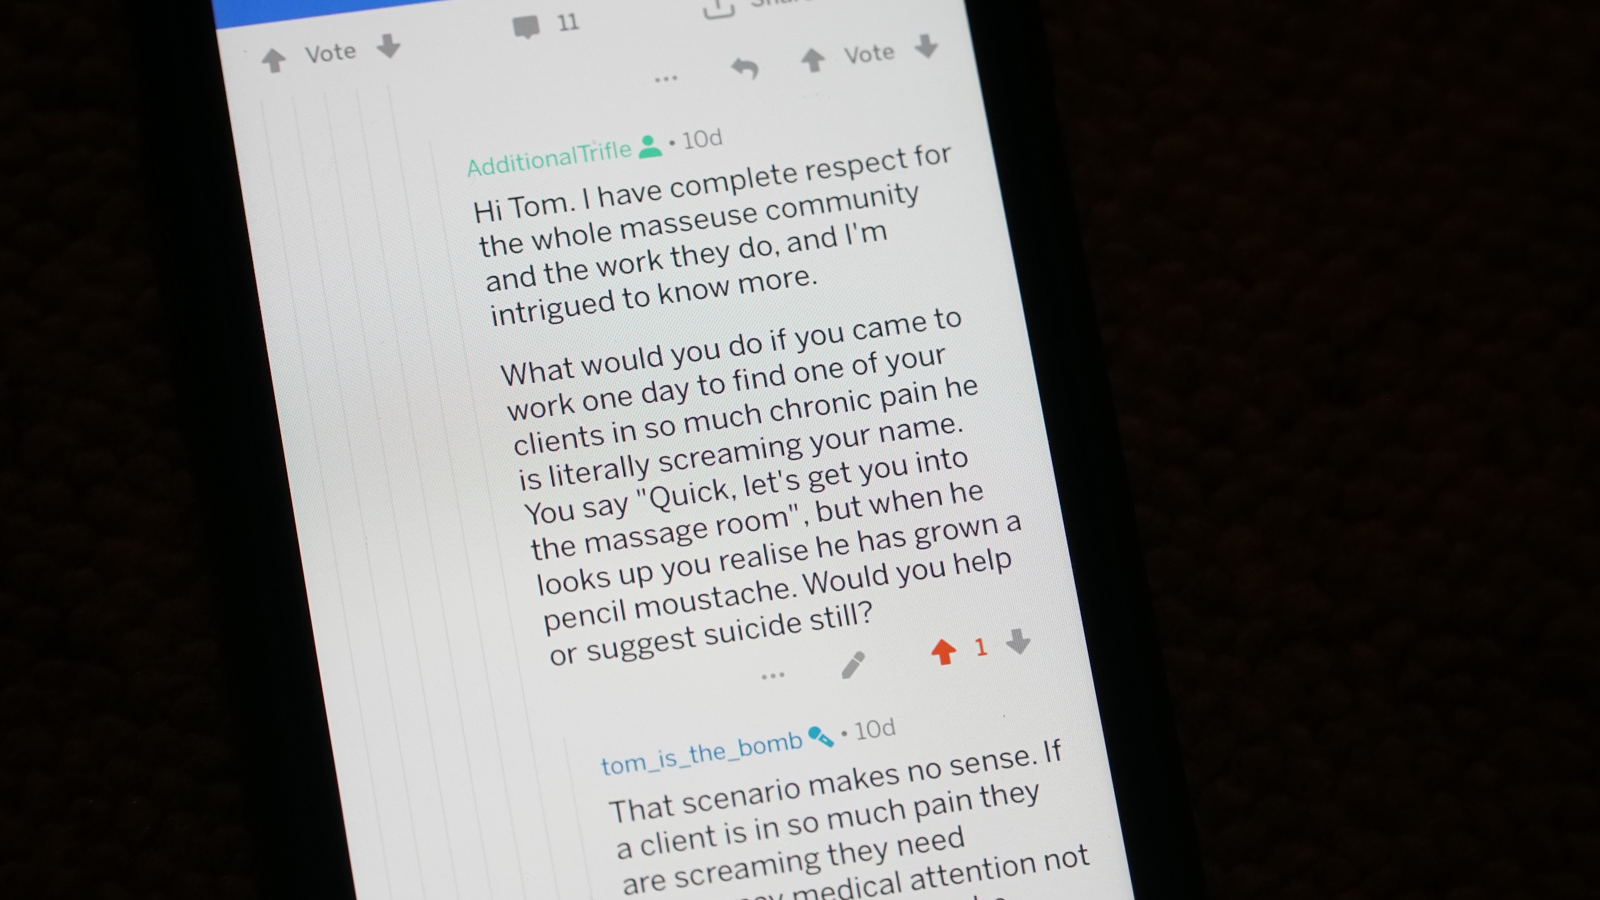 Vote
11
Vote
AdditionalTrifle • 10d
Hi Tom. I have complete respect for
the whole masseuse community
and the work they do, and I'm
intrigued to know more.
What would you do if you came to
work one day to find one of your
clients in so much chronic pain he
is literally screaming your name.
You say "Quick, let's get you into
the massage room", but when he
looks up you realise he has grown a
pencil moustache. Would you help
or suggest suicide still?
1
tom_is_the_bomb • 10d
That scenario makes no sense. If
a client is in so much pain they
are screaming they need
medical attention not